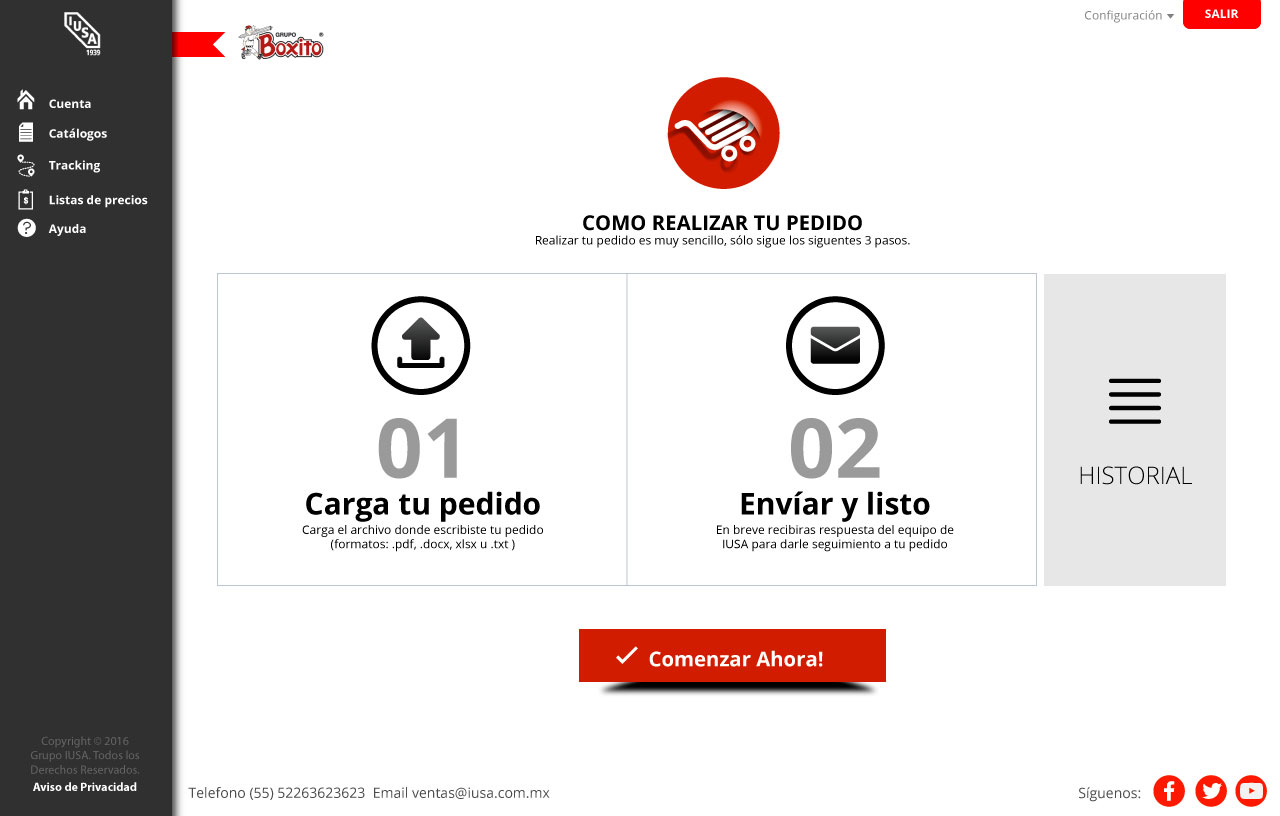 IUSA
1939
Cuenta
Catálogos
Tracking
Listas de precios
Ayuda
Copyright © 2016
Grupo IUSA. Todos los
Derechos Reservados.
Aviso de Privacidad
GRUPO
Boxito®
Configuración
SALIR
COMO REALIZAR TU PEDIDO
Realizar tu pedido es muy sencillo, sólo sigue los siguentes 3 pasos.
01
Carga tu pedido
Carga el archivo donde escribiste tu pedido
(formatos: .pdf, .docx, xlsx u .txt )
02
Envíar y listo
En breve recibiras respuesta del equipo de
IUSA para darle seguimiento a tu pedido
HISTORIAL
Comenzar Ahora!
Telefono (55) 52263623623 Email ventas@iusa.com.mx
Síguenos: